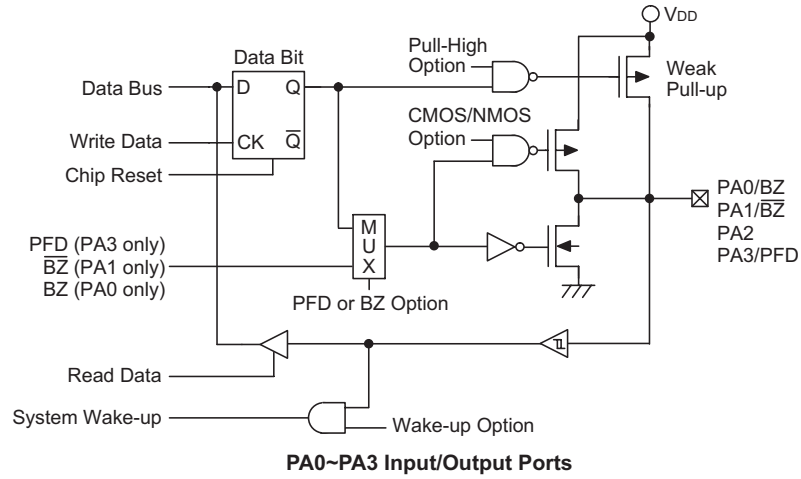 VDD
Pull-High
Option
Weak
Pull-up
Data Bit
Data Bus
D
Q
CMOS/NMOS
Option
Write Data
CK
Q̅
Chip Reset
PA0/BZ
PA1/B̅Z̅
PA2
PA3/PFD
M
U
X
PFD (PA3 only)
B̅Z̅ (PA1 only)
BZ (PA0 only)
PFD or BZ Option
Read Data
System Wake-up
Wake-up Option
PA0~PA3 Input/Output Ports